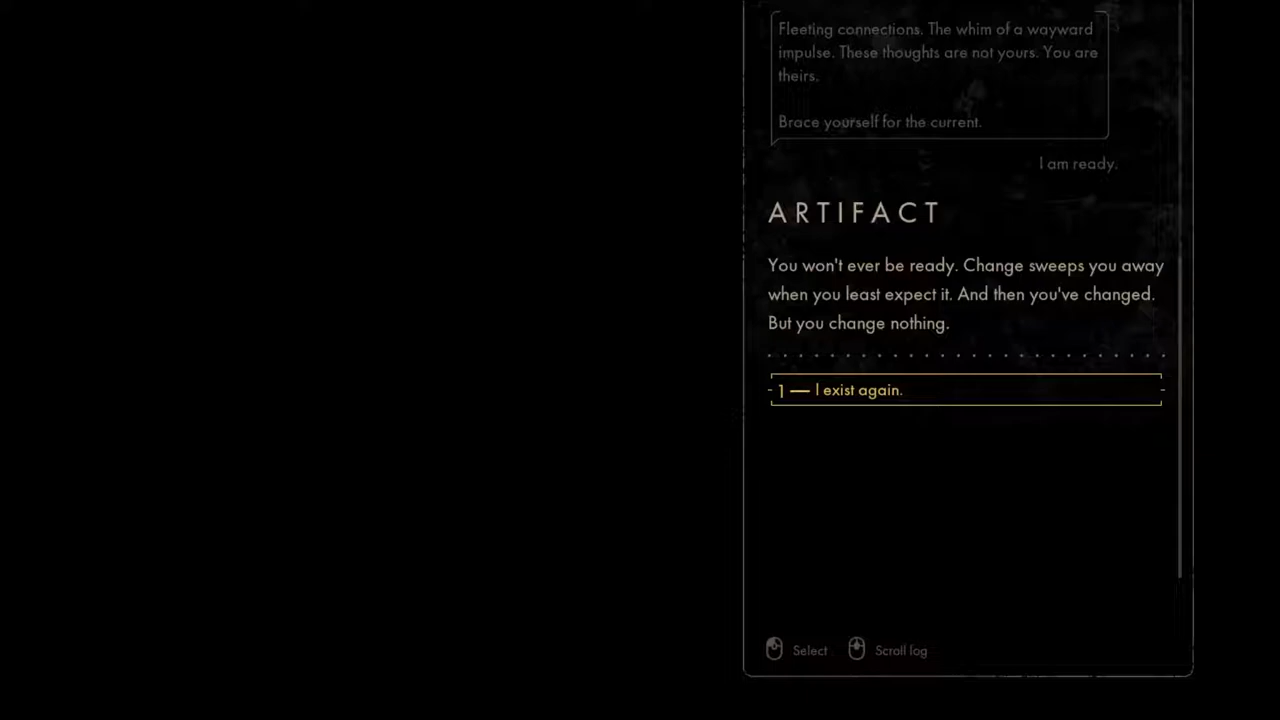 Fleeting connections. The whim of a wayward
impulse. These thoughts are not yours. You are
theirs.
Brace yourself for the current.
I am ready.
ARTIFACT
You won't ever be ready. Change sweeps you away
when you least expect it. And then you've changed.
But you change nothing.
1 — I exist again.
Select Scroll log